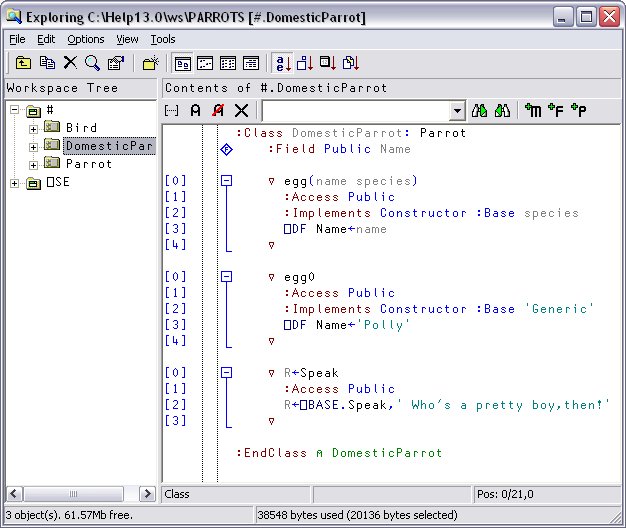 Exploring C:\Help13.0\ws\PARROTS [#.DomesticParrot]
File Edit Options View Tools
Workspace Tree
Contents of #.DomesticParrot
#
Bird
DomesticPar
Parrot
⎕SE
:Class DomesticParrot: Parrot
:Field Public Name
[0] ∇ egg(name species)
[1] :Access Public
[2] :Implements Constructor :Base species
[3] ⎕DF Name←name
[4] ∇
[0] ∇ egg0
[1] :Access Public
[2] :Implements Constructor :Base 'Generic'
[3] ⎕DF Name←'Polly'
[4] ∇
[0] ∇ R←Speak
[1] :Access Public
[2] R←⎕BASE.Speak,' Who's a pretty boy,then!'
[3] ∇
:EndClass ⍝ DomesticParrot
Class
Pos: 0/21,0
3 object(s). 61.57Mb free.
38548 bytes used (20136 bytes selected)